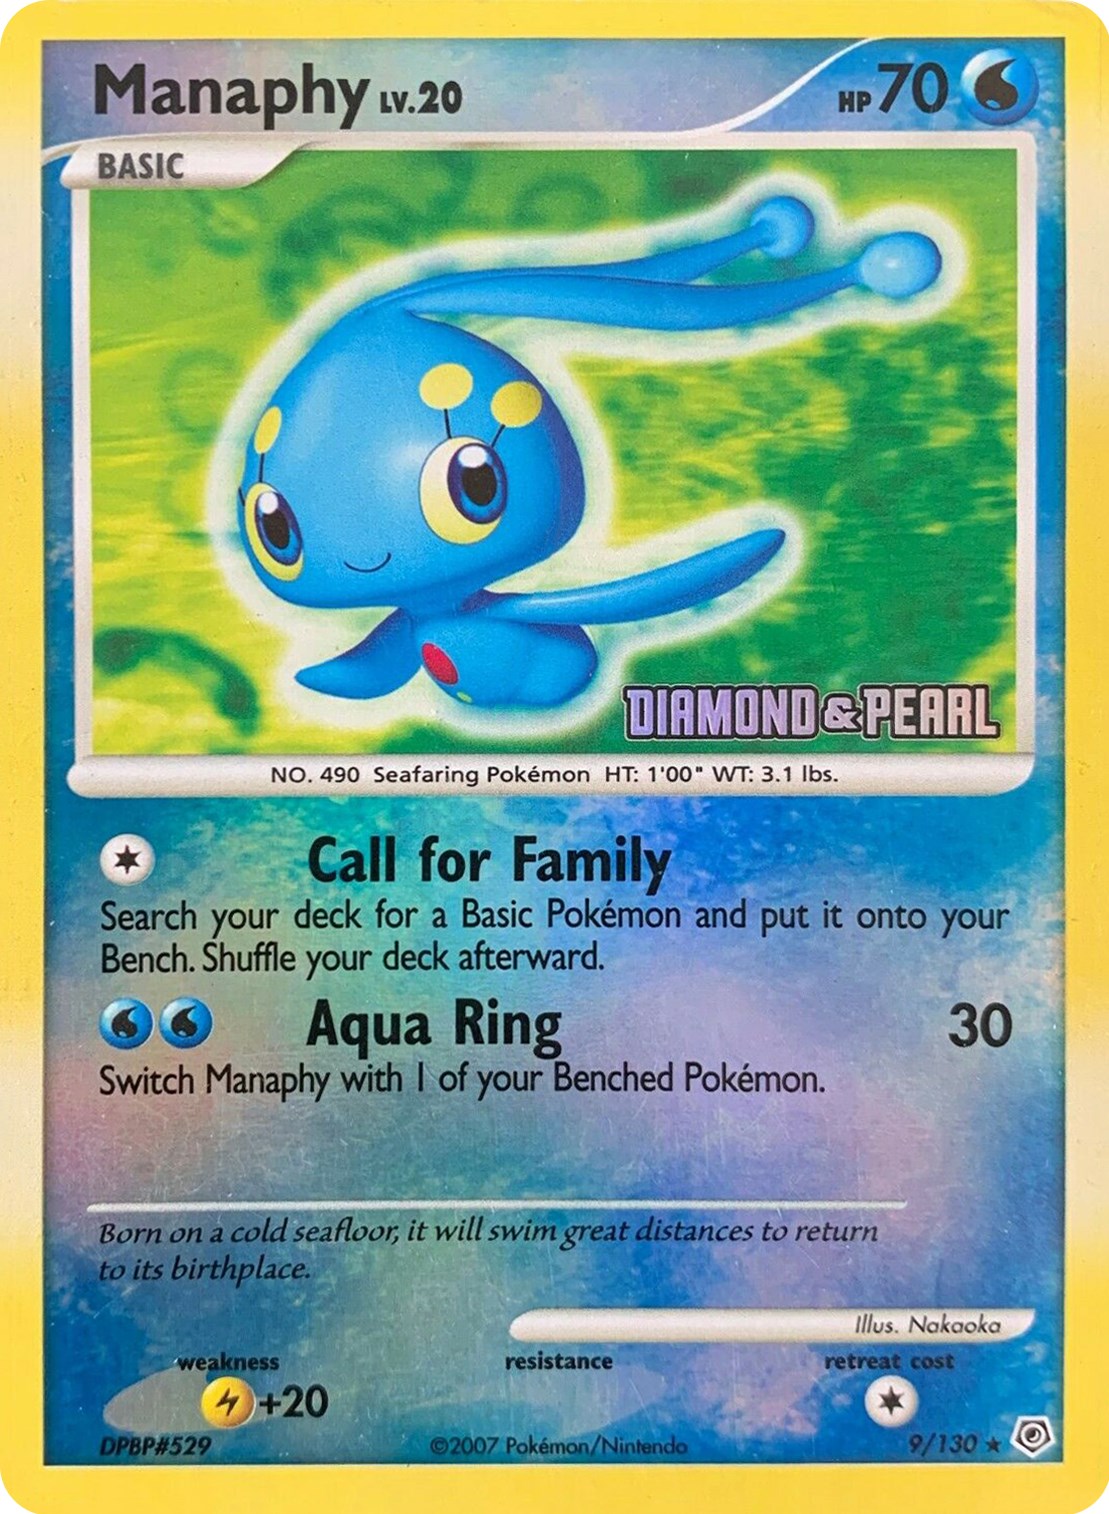 Manaphy LV.20 HP 70
BASIC
DIAMOND & PEARL
NO. 490 Seafaring Pokémon HT: 1'00" WT: 3.1 lbs.
Call for Family
Search your deck for a Basic Pokémon and put it onto your
Bench. Shuffle your deck afterward.
Aqua Ring 30
Switch Manaphy with 1 of your Benched Pokémon.
Born on a cold seafloor, it will swim great distances to return
to its birthplace.
Illus. Nakaoka
weakness resistance retreat cost
+20
DPBP#529 ©2007 Pokémon/Nintendo 9/130 ★